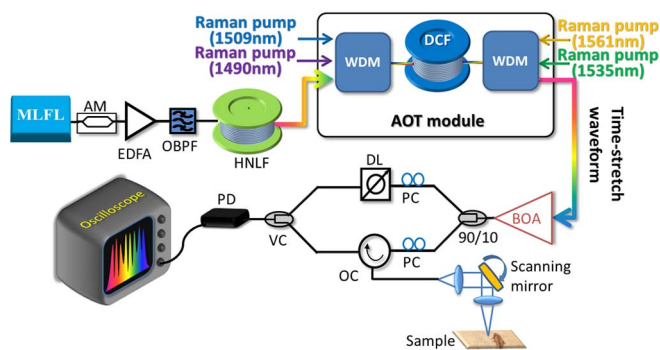 Raman pump
(1509nm)
Raman pump
(1490nm)
WDM
DCF
WDM
Raman pump
(1561nm)
Raman pump
(1535nm)
AOT module
MLFL
AM
EDFA
OBPF
HNLF
Time-stretch
waveform
Oscilloscope
PD
VC
DL
PC
OC
PC
90/10
BOA
Scanning
mirror
Sample